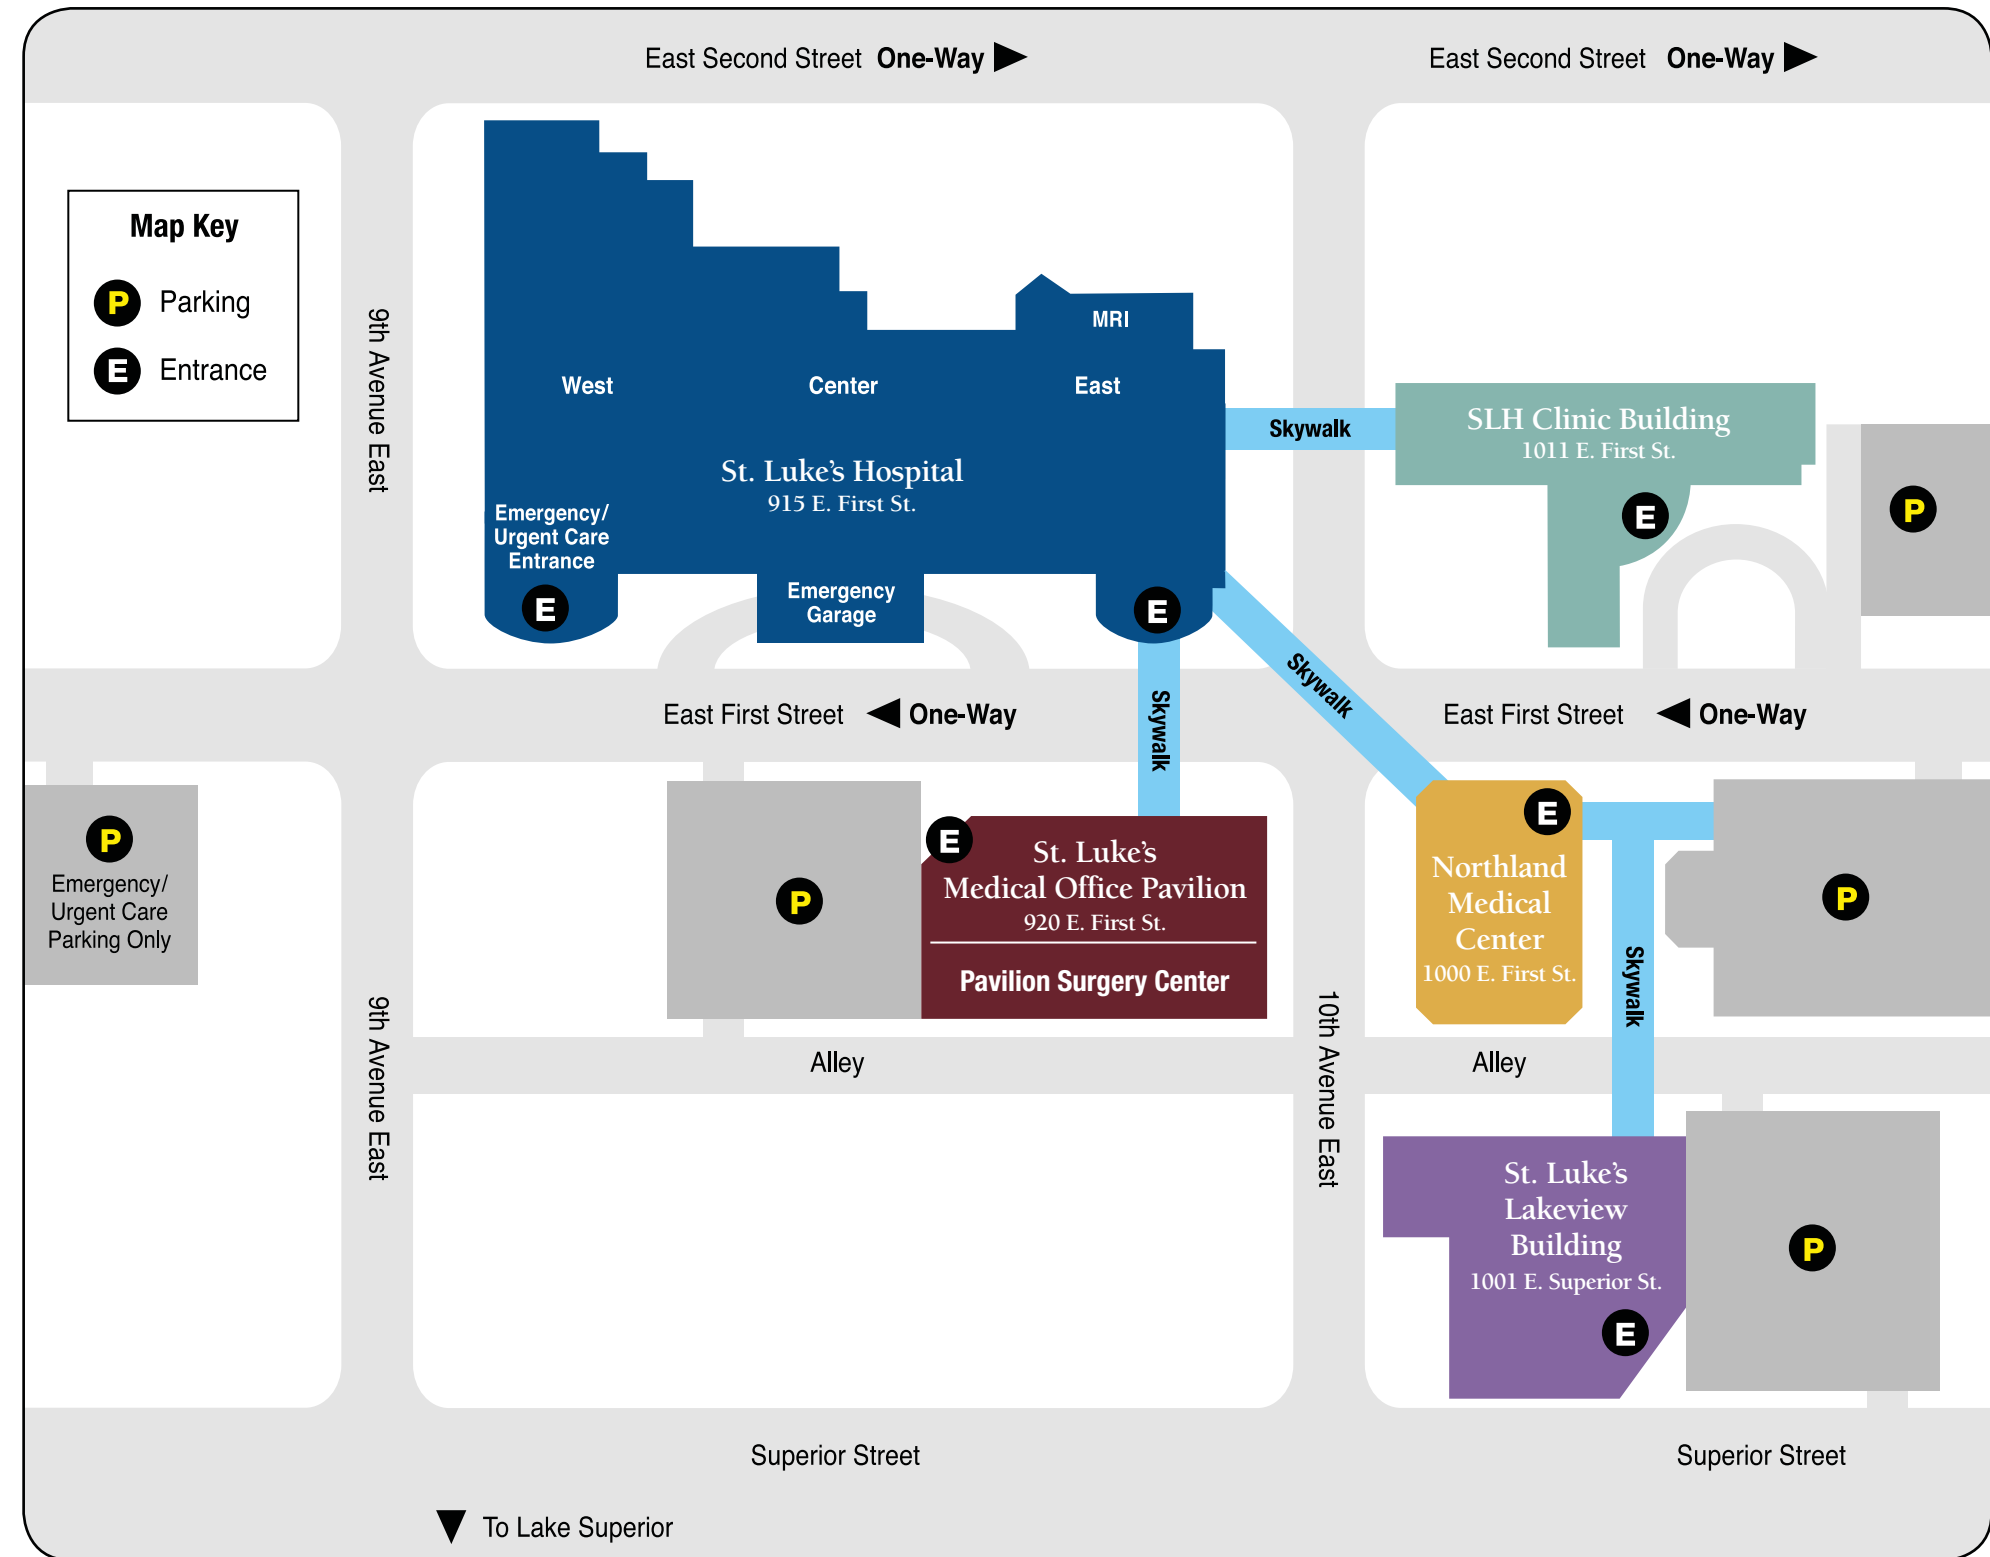 East Second Street One-Way
East Second Street One-Way
Map Key
P Parking
E Entrance
9th Avenue East
MRI
West
Center
East
St. Luke's Hospital
915 E. First St.
Emergency/
Urgent Care
Entrance
E
Emergency
Garage
E
Skywalk
SLH Clinic Building
1011 E. First St.
E
P
Skywalk
Skywalk
East First Street One-Way
East First Street One-Way
P
Emergency/
Urgent Care
Parking Only
P
E
St. Luke's
Medical Office Pavilion
920 E. First St.
Pavilion Surgery Center
E
Northland
Medical
Center
1000 E. First St.
Skywalk
P
9th Avenue East
10th Avenue East
Alley
Alley
St. Luke's
Lakeview
Building
1001 E. Superior St.
E
P
Superior Street
Superior Street
To Lake Superior